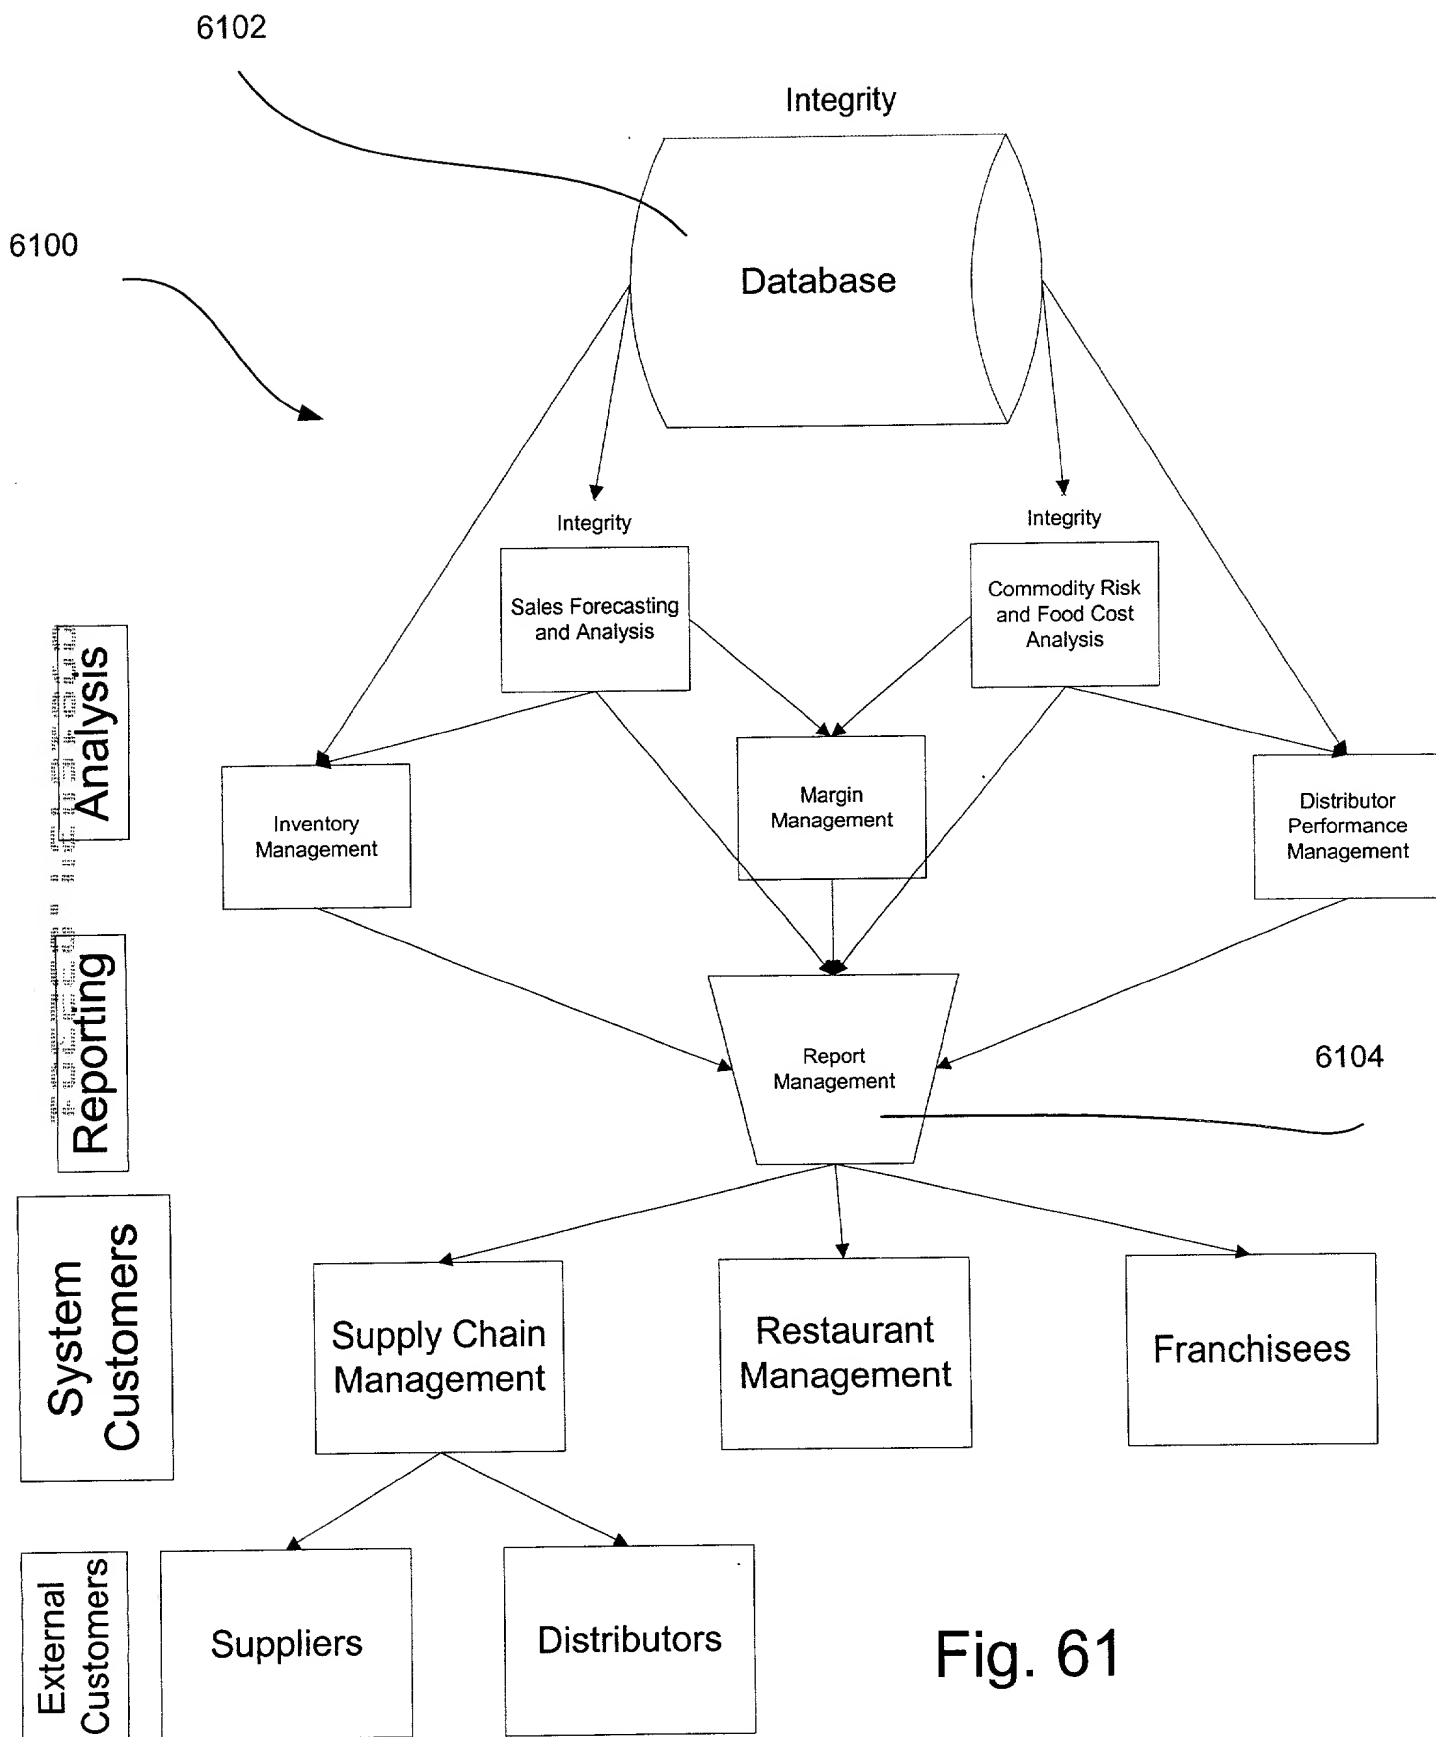 6102
Integrity
6100
Database
Integrity
Integrity
Sales Forecasting
and Analysis
Commodity Risk
and Food Cost
Analysis
Analysis
Inventory
Management
Margin
Management
Distributor
Performance
Management
Reporting
Report
Management
6104
System
Customers
Supply Chain
Management
Restaurant
Management
Franchisees
External
Customers
Suppliers
Distributors
Fig. 61